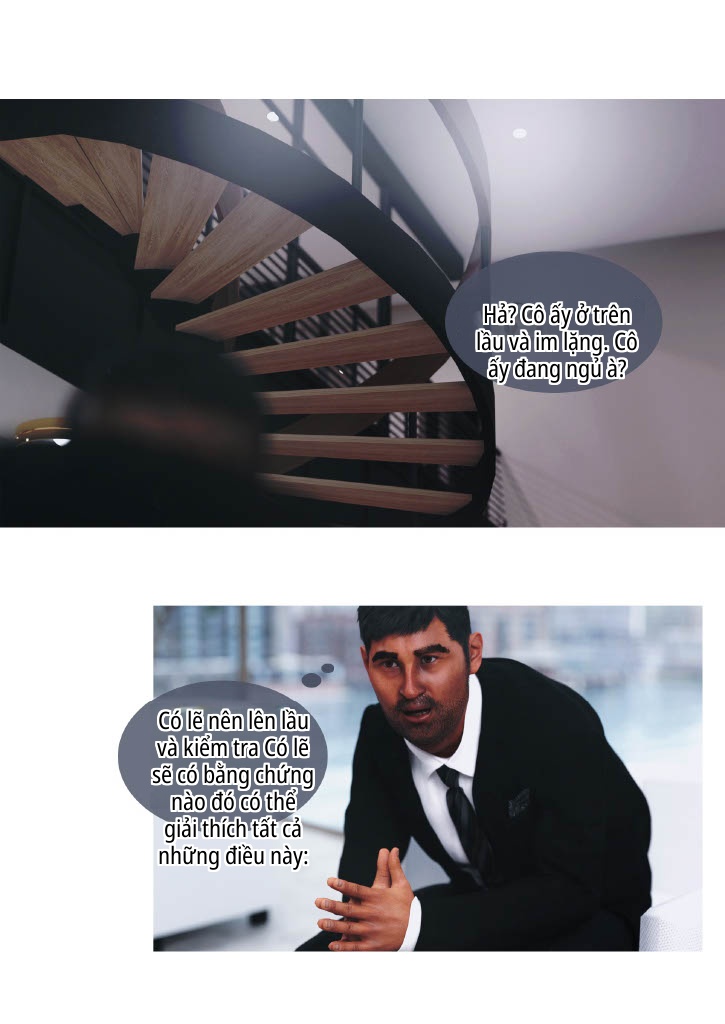 Hả? Cô ấy ở trên
lầu và im lặng. Cô
ấy đang ngủ à?
Có lẽ nên lên lầu
và kiểm tra Có lẽ
sẽ có bằng chứng
nào đó có thể
giải thích tất cả
những điều này: